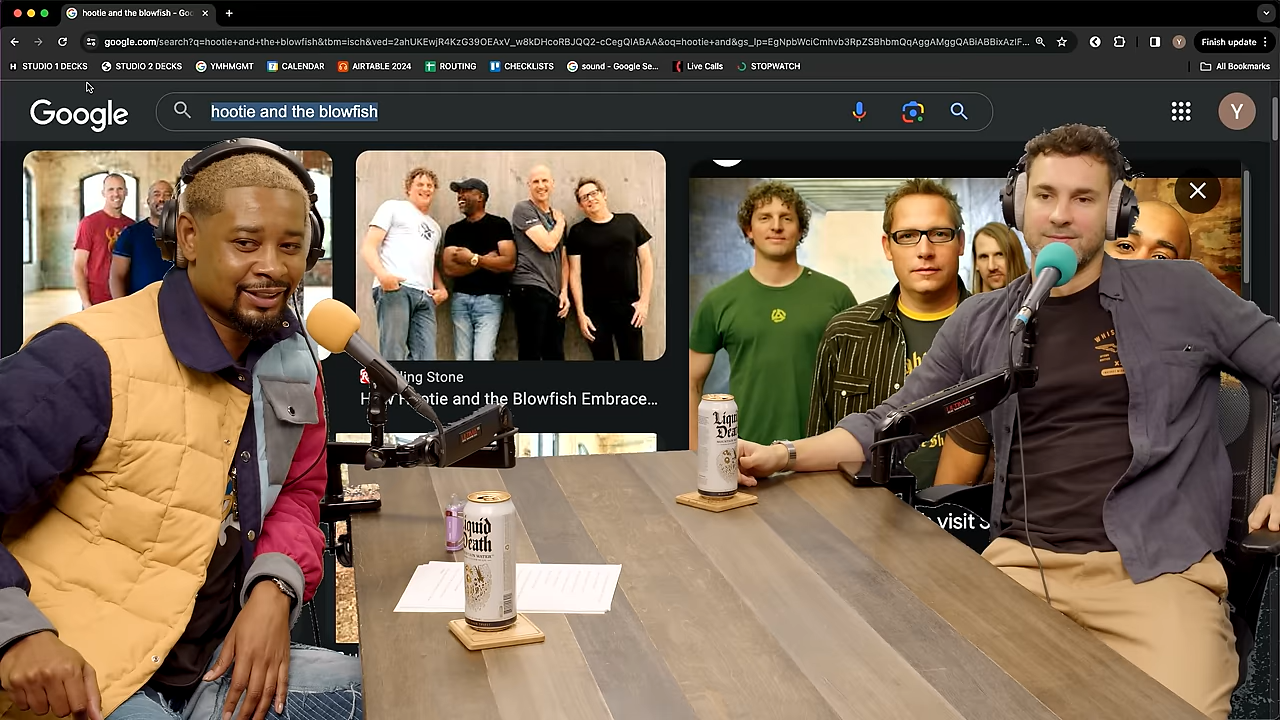 hootie and the blowfish - Goo
google.com/search?q=hootie+and+the+blowfish&tbm=isch&ved=2ahUKEwjR4KzG39OEAxV_w8kDHcoRBJQQ2-cCegQIABAA&oq=hootie+and&gs_lp=EgNpbWciCmhvb3RpZSBhbmQqAggAMggQABiABBixAzIF...
Finish update
H STUDIO 1 DECKS
STUDIO 2 DECKS
YMHMGMT
CALENDAR
AIRTABLE 2024
ROUTING
CHECKLISTS
sound - Google Se...
Live Calls
STOPWATCH
All Bookmarks
Google
hootie and the blowfish
Y
ling Stone
Hootie and the Blowfish Embrace...
WHIS
Liquid
Death
visit
iquid
Death